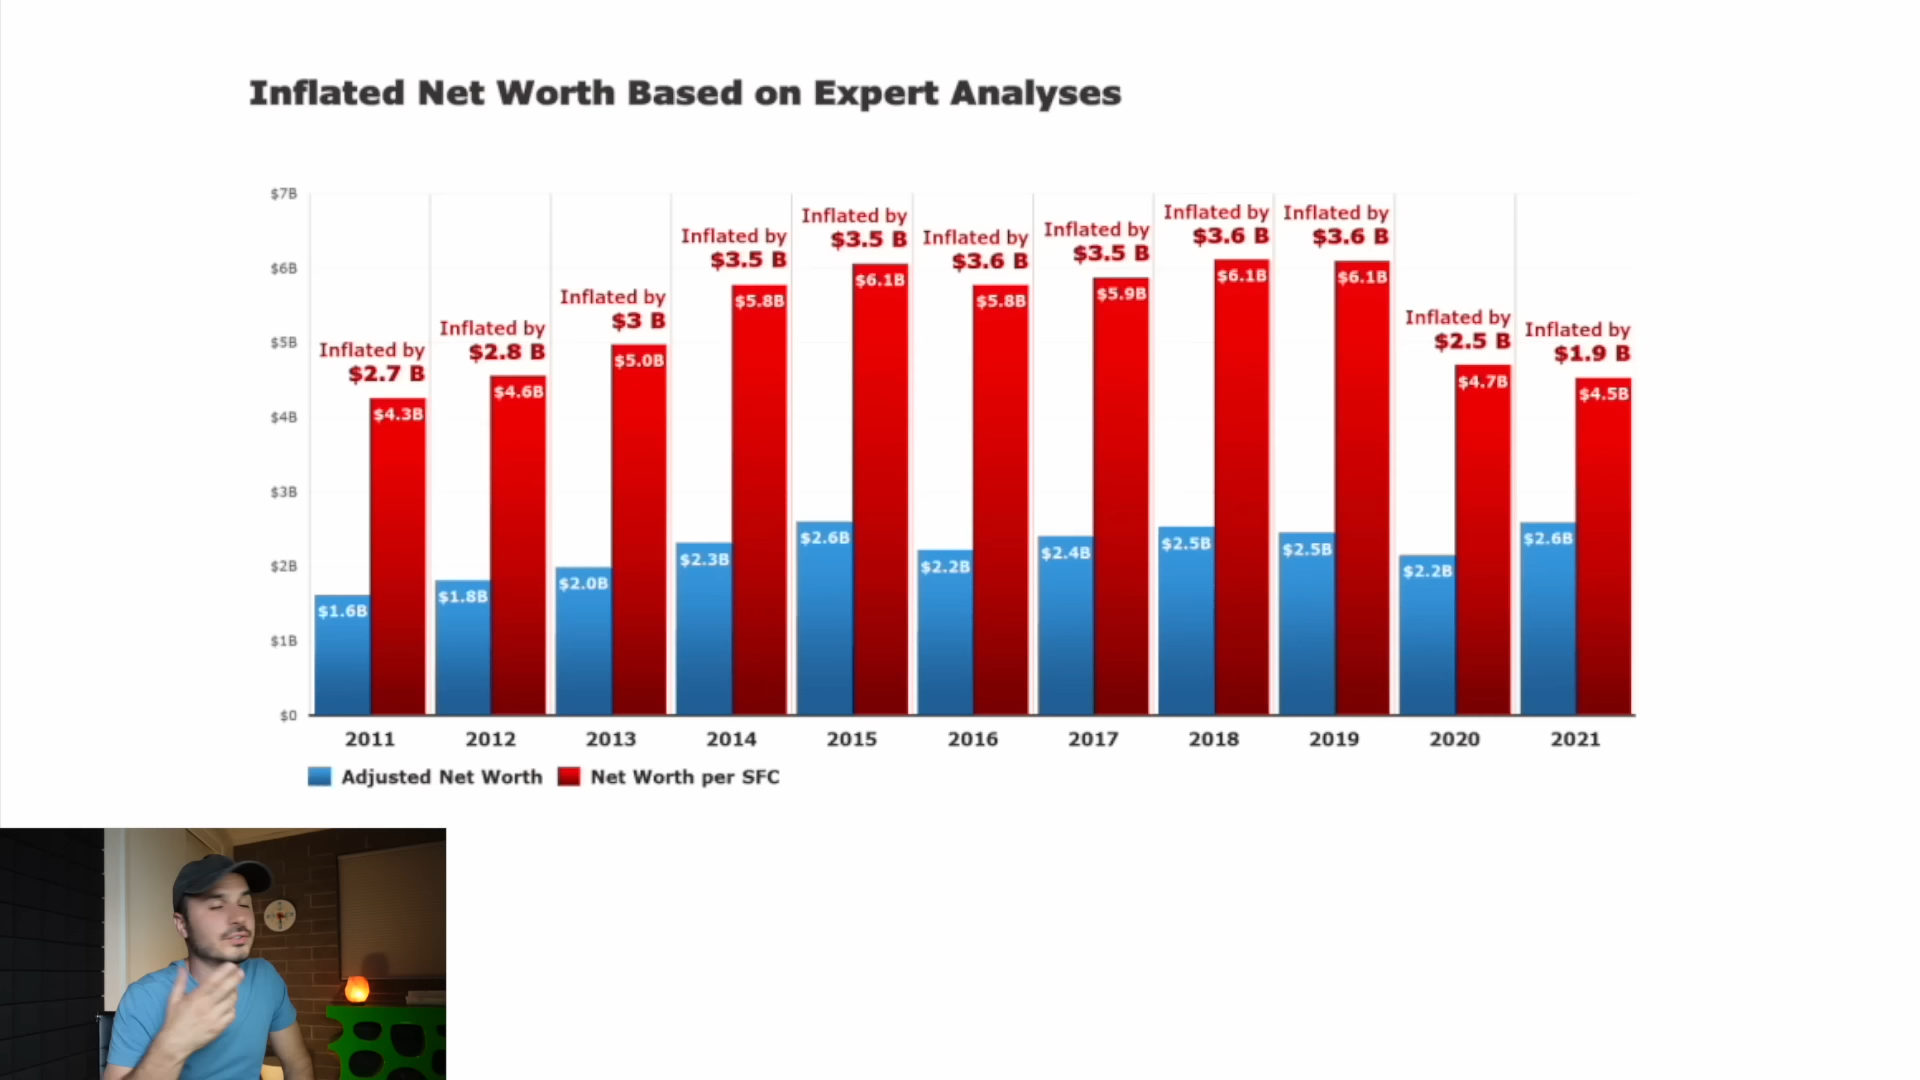 Inflated Net Worth Based on Expert Analyses
$7B
$6B
$5B
$4B
$3B
$2B
$1B
$0
Inflated by
$2.7 B
$4.3B
$1.6B
Inflated by
$2.8 B
$4.6B
$1.8B
Inflated by
$3 B
$5.0B
$2.0B
Inflated by
$3.5 B
$5.8B
$2.3B
Inflated by
$3.5 B
$6.1B
$2.6B
Inflated by
$3.6 B
$5.8B
$2.2B
Inflated by
$3.5 B
$5.9B
$2.4B
Inflated by
$3.6 B
$6.1B
$2.5B
Inflated by
$3.6 B
$6.1B
$2.5B
Inflated by
$2.5 B
$4.7B
$2.2B
Inflated by
$1.9 B
$4.5B
$2.6B
2011 2012 2013 2014 2015 2016 2017 2018 2019 2020 2021
Adjusted Net Worth Net Worth per SFC